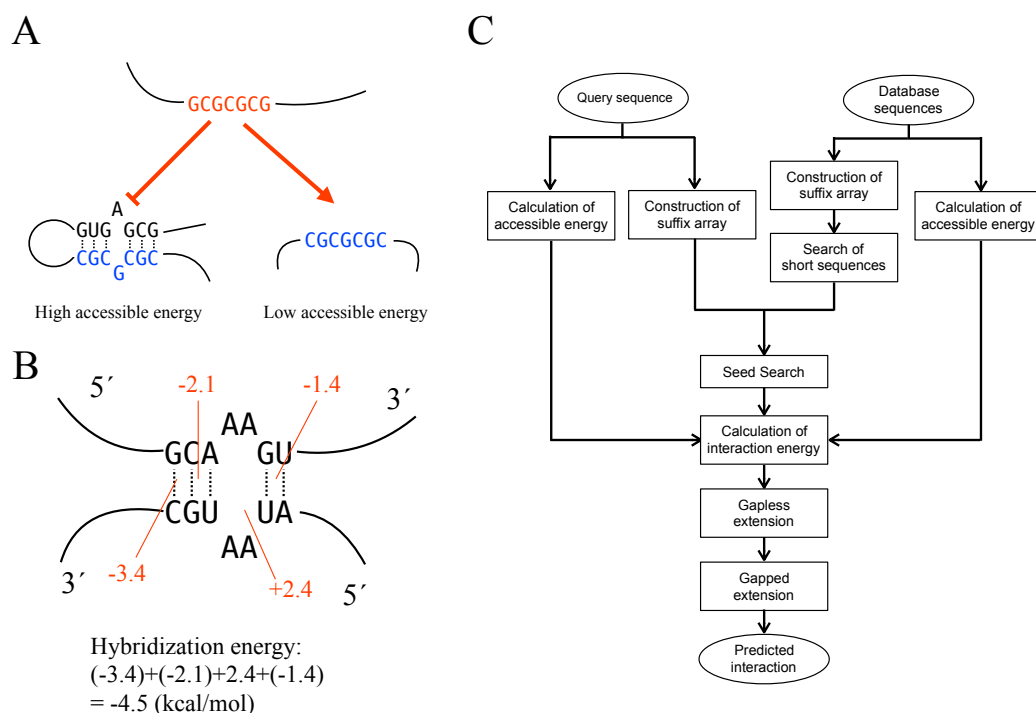 A
GCGCGCG
A
GUG GCG
CGC CGC
G
CGCGCGC
High accessible energy
Low accessible energy
B
5´
-2.1
-1.4
3´
AA
GCA
GU
CGU
UA
AA
3´
-3.4
+2.4
5´
Hybridization energy:
(-3.4)+(-2.1)+2.4+(-1.4)
= -4.5 (kcal/mol)
C
Query sequence
Database
sequences
Calculation of
accessible energy
Construction of
suffix array
Construction of
suffix array
Search of
short sequences
Calculation of
accessible energy
Seed Search
Calculation of
interaction energy
Gapless
extension
Gapped
extension
Predicted
interaction